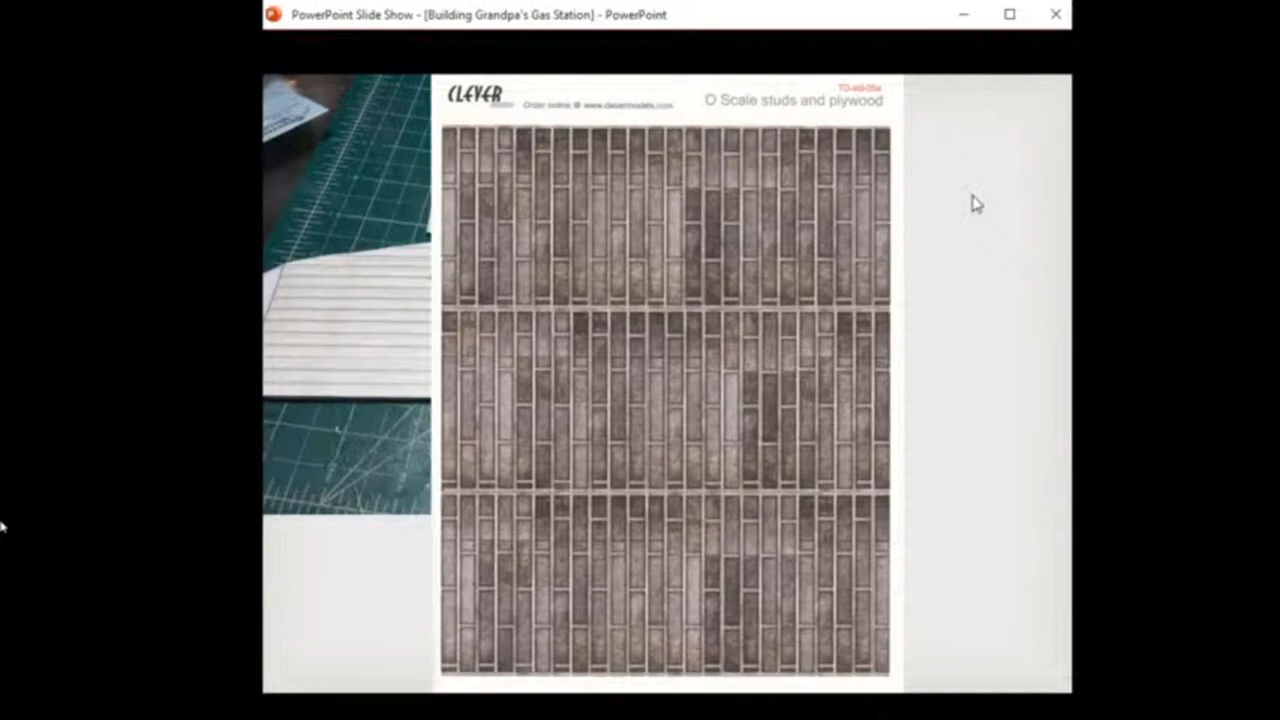 PowerPoint Slide Show - [Building Grandpa's Gas Station] - PowerPoint
CLEVER
Order online @ www.clevermodels.com
O Scale studs and plywood